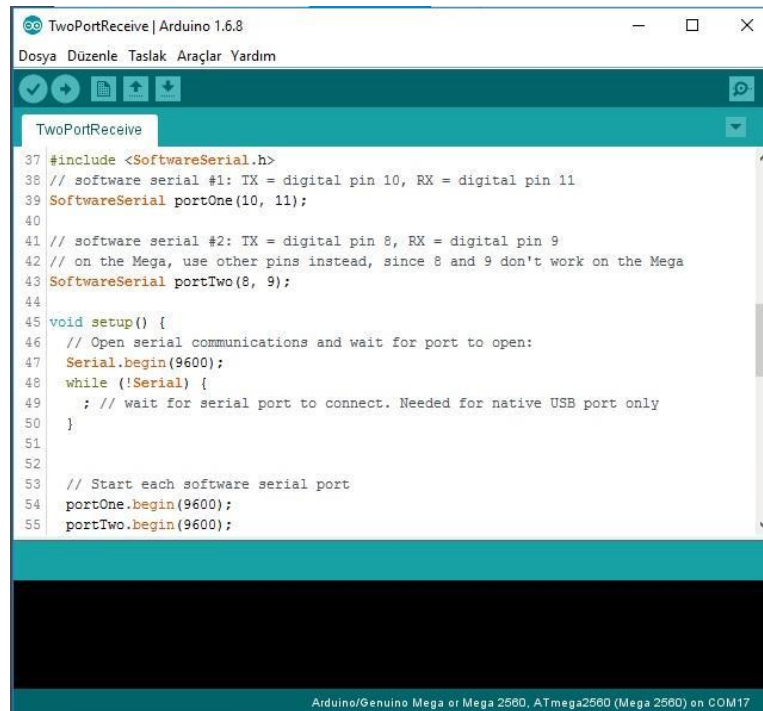 TwoPortReceive | Arduino 1.6.8
Dosya Düzenle Taslak Araçlar Yardım
TwoPortReceive
37 #include <SoftwareSerial.h>
38 // software serial #1: TX = digital pin 10, RX = digital pin 11
39 SoftwareSerial portOne(10, 11);
40
41 // software serial #2: TX = digital pin 8, RX = digital pin 9
42 // on the Mega, use other pins instead, since 8 and 9 don't work on the Mega
43 SoftwareSerial portTwo(8, 9);
44
45 void setup() {
46   // Open serial communications and wait for port to open:
47   Serial.begin(9600);
48   while (!Serial) {
49     ; // wait for serial port to connect. Needed for native USB port only
50   }
51
52
53   // Start each software serial port
54   portOne.begin(9600);
55   portTwo.begin(9600);
Arduino/Genuino Mega or Mega 2560, ATmega2560 (Mega 2560) on COM17